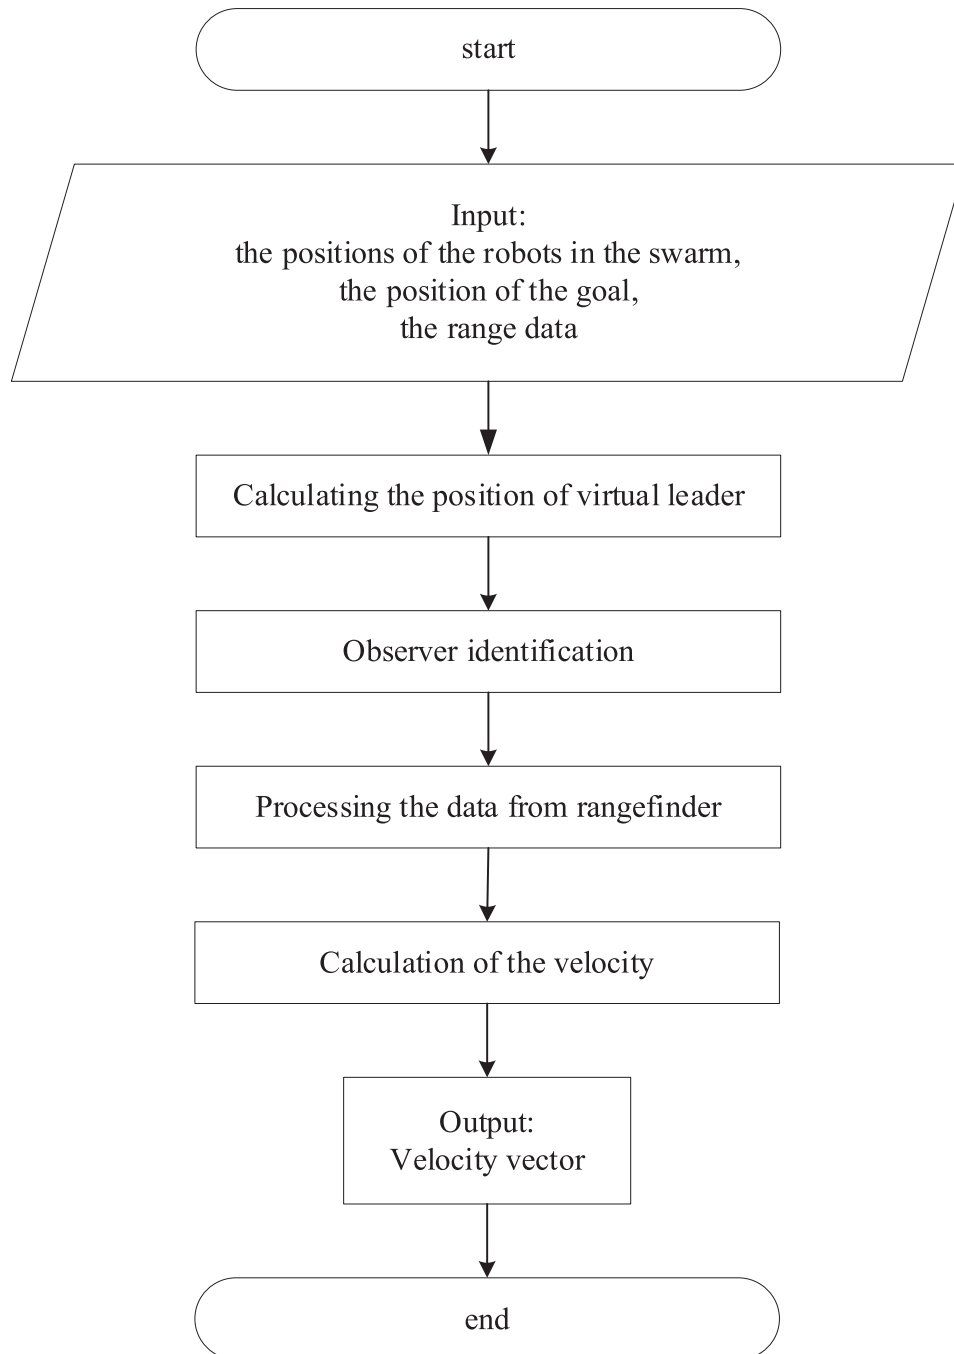 start
Input:
the positions of the robots in the swarm,
the position of the goal,
the range data
Calculating the position of virtual leader
Observer identification
Processing the data from rangefinder
Calculation of the velocity
Output:
Velocity vector
end